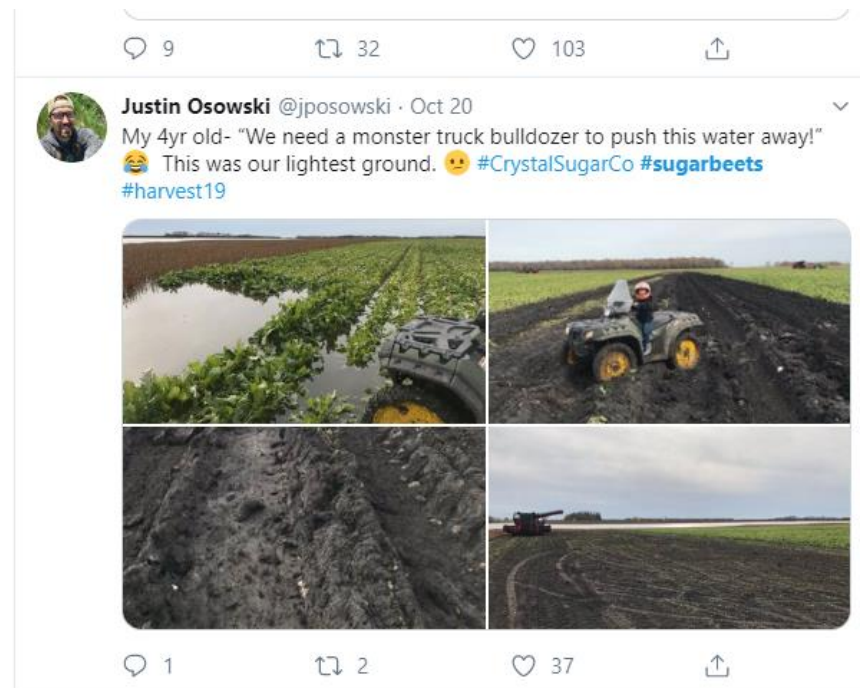 9 32 103
Justin Osowski @jposowski · Oct 20
My 4yr old- “We need a monster truck bulldozer to push this water away!”
😂 This was our lightest ground. 😕 #CrystalSugarCo #sugarbeets
#harvest19
1 2 37